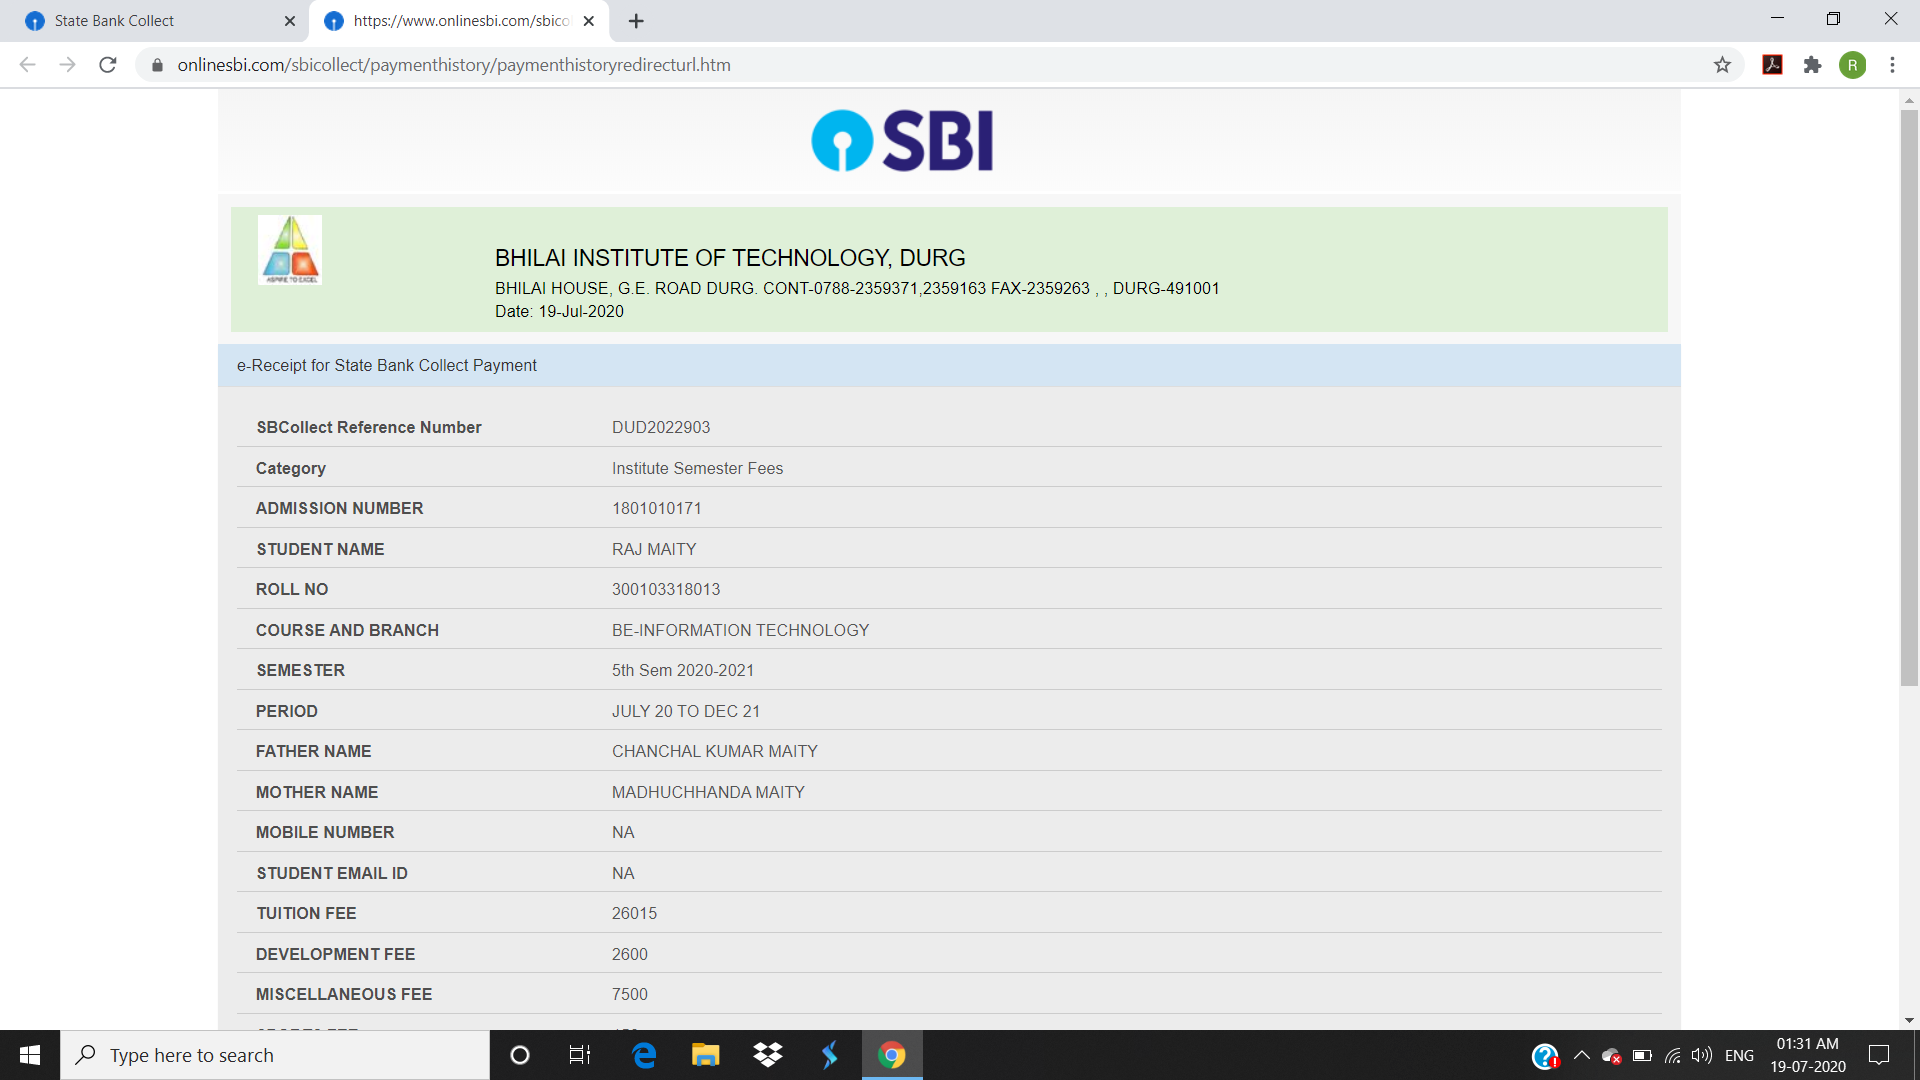 State Bank Collect
https://www.onlinesbi.com/sbico
onlinesbi.com/sbicollect/paymenthistory/paymenthistoryredirecturl.htm
R
SBI
ASPIRE TO EXCEL
BHILAI INSTITUTE OF TECHNOLOGY, DURG
BHILAI HOUSE, G.E. ROAD DURG. CONT-0788-2359371,2359163 FAX-2359263 , , DURG-491001
Date: 19-Jul-2020
e-Receipt for State Bank Collect Payment
SBCollect Reference Number DUD2022903
Category Institute Semester Fees
ADMISSION NUMBER 1801010171
STUDENT NAME RAJ MAITY
ROLL NO 300103318013
COURSE AND BRANCH BE-INFORMATION TECHNOLOGY
SEMESTER 5th Sem 2020-2021
PERIOD JULY 20 TO DEC 21
FATHER NAME CHANCHAL KUMAR MAITY
MOTHER NAME MADHUCHHANDA MAITY
MOBILE NUMBER NA
STUDENT EMAIL ID NA
TUITION FEE 26015
DEVELOPMENT FEE 2600
MISCELLANEOUS FEE 7500
Type here to search
ENG
01:31 AM
19-07-2020